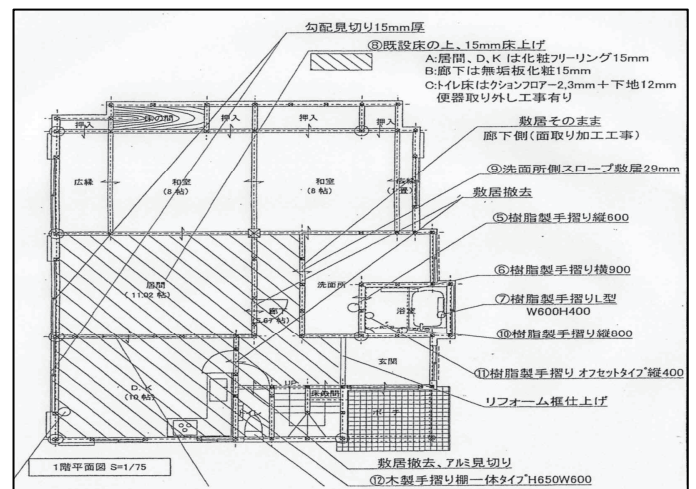 勾配見切り15mm厚
⑧既設床の上、15mm床上げ
A:居間、D、Kは化粧フリーリング15mm
B:廊下は無垢板化粧15mm
C:トイレ床はクションフロアー2,3mm＋下地12mm
便器取り外し工事有り
敷居そのまま
廊下側(面取り加工工事)
⑨洗面所側スロープ敷居29mm
敷居撤去
⑤樹脂製手摺り縦600
⑥樹脂製手摺り横900
⑦樹脂製手摺りL型
W600H400
⑩樹脂製手摺り縦800
⑪樹脂製手摺り オフセットタイプ縦400
リフォーム框仕上げ
敷居撤去、アルミ見切り
⑫木製手摺り棚一体タイプH650W600
押入
床の間
押入
押入
押入
広縁
和室
(8 帖)
和室
(8 帖)
広縁
居間
(11.02 帖)
廊下
洗面所
浴室
玄関
D.K
(10 帖)
UP
床の間
ポーチ
1階平面図 S=1/75